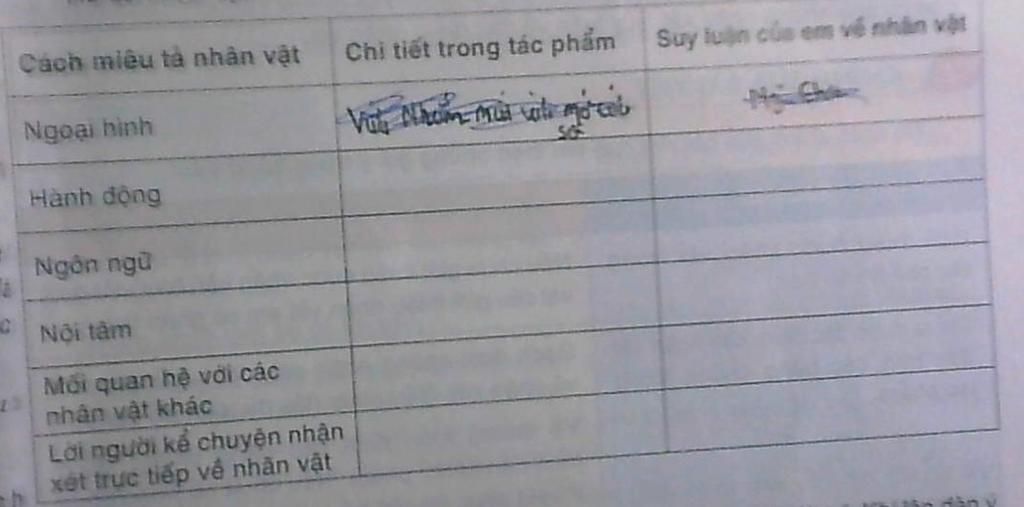 Cách miêu tả nhân vật
Chi tiết trong tác phẩm
Suy luận của em về nhân vật
Ngoại hình
Hành động
Ngôn ngữ
Nội tâm
Mối quan hệ với các
nhân vật khác
Lời người kể chuyện nhận
xét trực tiếp về nhân vật